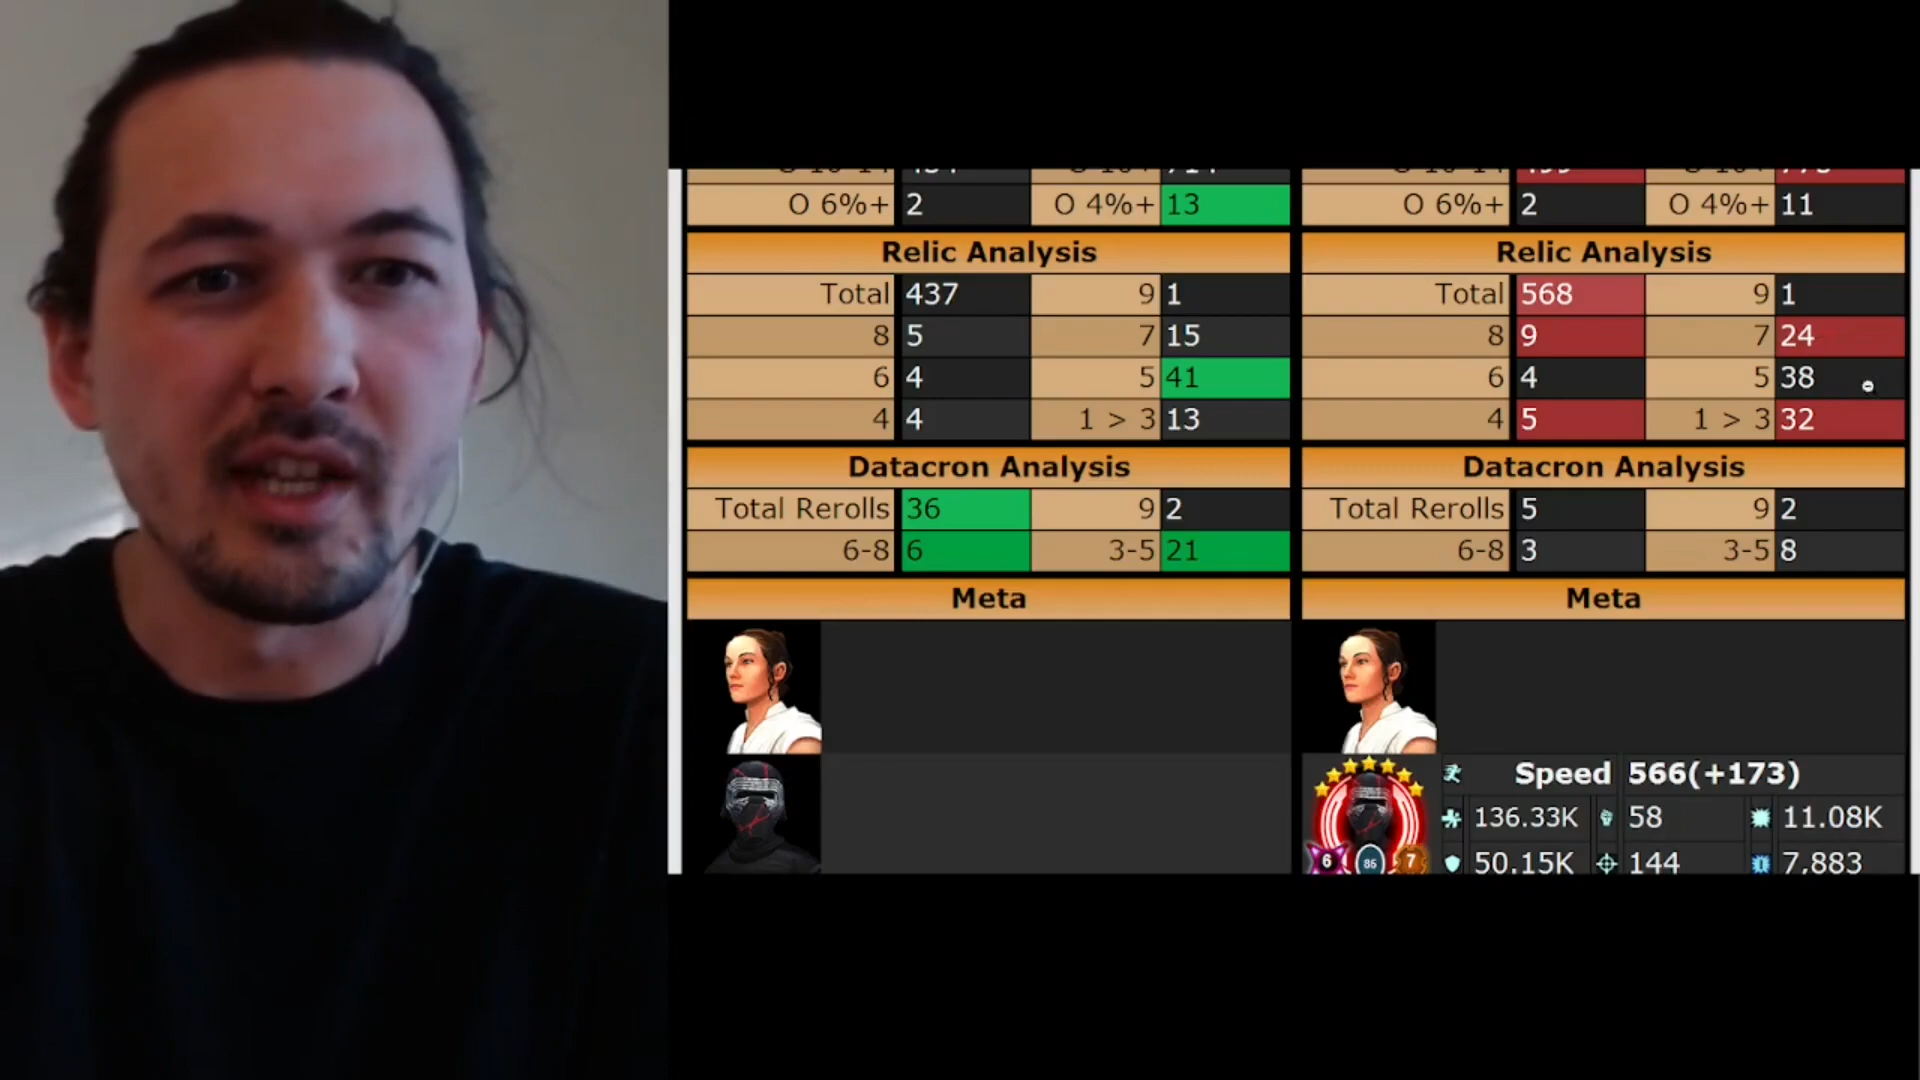 O 6%+ 2 O 4%+ 13 O 6%+ 2 O 4%+ 11
Relic Analysis Relic Analysis
Total 437 9 1 Total 568 9 1
8 5 7 15 8 9 7 24
6 4 5 41 6 4 5 38
4 4 1 > 3 13 4 5 1 > 3 32
Datacron Analysis Datacron Analysis
Total Rerolls 36 9 2 Total Rerolls 5 9 2
6-8 6 3-5 21 6-8 3 3-5 8
Meta Meta
Speed 566(+173)
136.33K 58 11.08K
6 85 7 50.15K 144 7,883